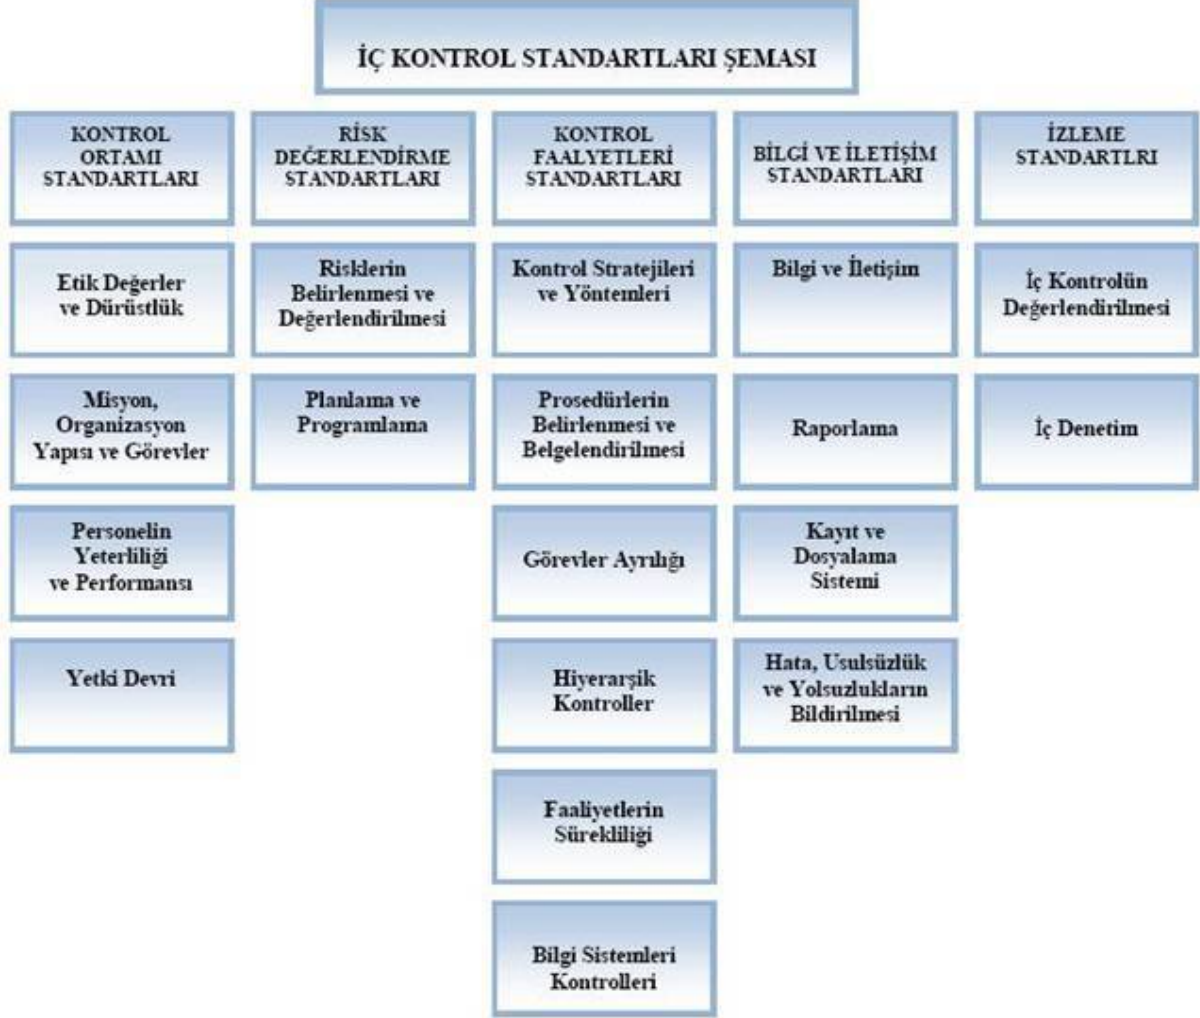 İÇ KONTROL STANDARTLARI ŞEMASI
KONTROL
ORTAMI
STANDARTLARI
RİSK
DEĞERLENDİRME
STANDARTLARI
KONTROL
FAALYETLERİ
STANDARTLARI
BİLGİ VE İLETİŞİM
STANDARTLARI
İZLEME
STANDARTLRI
Etik Değerler
ve Dürüstlük
Risklerin
Belirlenmesi ve
Değerlendirilmesi
Kontrol Stratejileri
ve Yöntemleri
Bilgi ve İletişim
İç Kontrolün
Değerlendirilmesi
Misyon,
Organizasyon
Yapısı ve Görevler
Planlama ve
Programlama
Prosedürlerin
Belirlenmesi ve
Belgelendirilmesi
Raporlama
İç Denetim
Personelin
Yeterliliği
ve Performansı
Görevler Ayrılığı
Kayıt ve
Dosyalama
Sistemi
Yetki Devri
Hiyerarşik
Kontroller
Hata, Usulsüzlük
ve Yolsuzlukların
Bildirilmesi
Faaliyetlerin
Sürekliliği
Bilgi Sistemleri
Kontrolleri